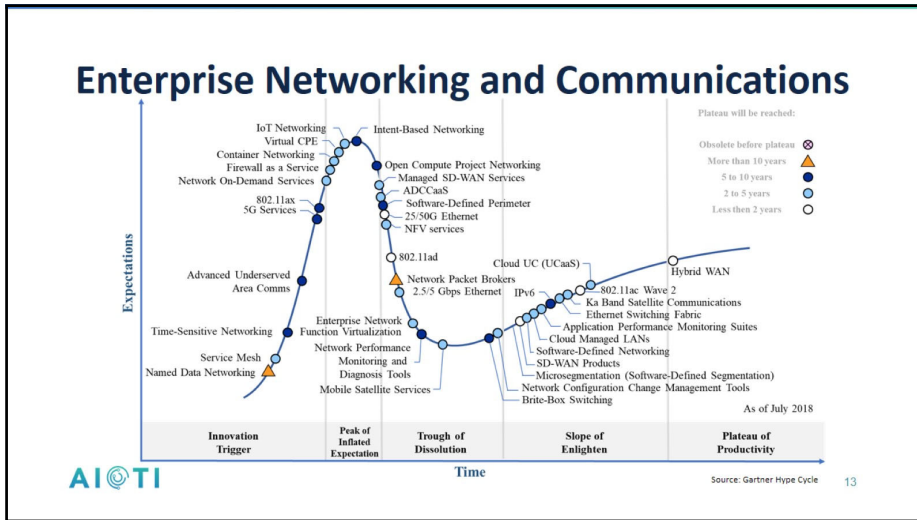 Enterprise Networking and Communications
Plateau will be reached:
Obsolete before plateau
More than 10 years
5 to 10 years
2 to 5 years
Less then 2 years
Expectations
IoT Networking
Virtual CPE
Container Networking
Firewall as a Service
Network On-Demand Services
802.11ax
5G Services
Advanced Underserved
Area Comms
Time-Sensitive Networking
Service Mesh
Named Data Networking
Intent-Based Networking
Open Compute Project Networking
Managed SD-WAN Services
ADCCaaS
Software-Defined Perimeter
25/50G Ethernet
NFV services
802.11ad
Network Packet Brokers
2.5/5 Gbps Ethernet
Enterprise Network
Function Virtualization
Network Performance
Monitoring and
Diagnosis Tools
Mobile Satellite Services
Cloud UC (UCaaS)
IPv6
Hybrid WAN
802.11ac Wave 2
Ka Band Satellite Communications
Ethernet Switching Fabric
Application Performance Monitoring Suites
Cloud Managed LANs
Software-Defined Networking
SD-WAN Products
Microsegmentation (Software-Defined Segmentation)
Network Configuration Change Management Tools
Brite-Box Switching
As of July 2018
Innovation
Trigger
Peak of
Inflated
Expectation
Trough of
Dissolution
Slope of
Enlighten
Plateau of
Productivity
Time
AIOTI
Source: Gartner Hype Cycle
13